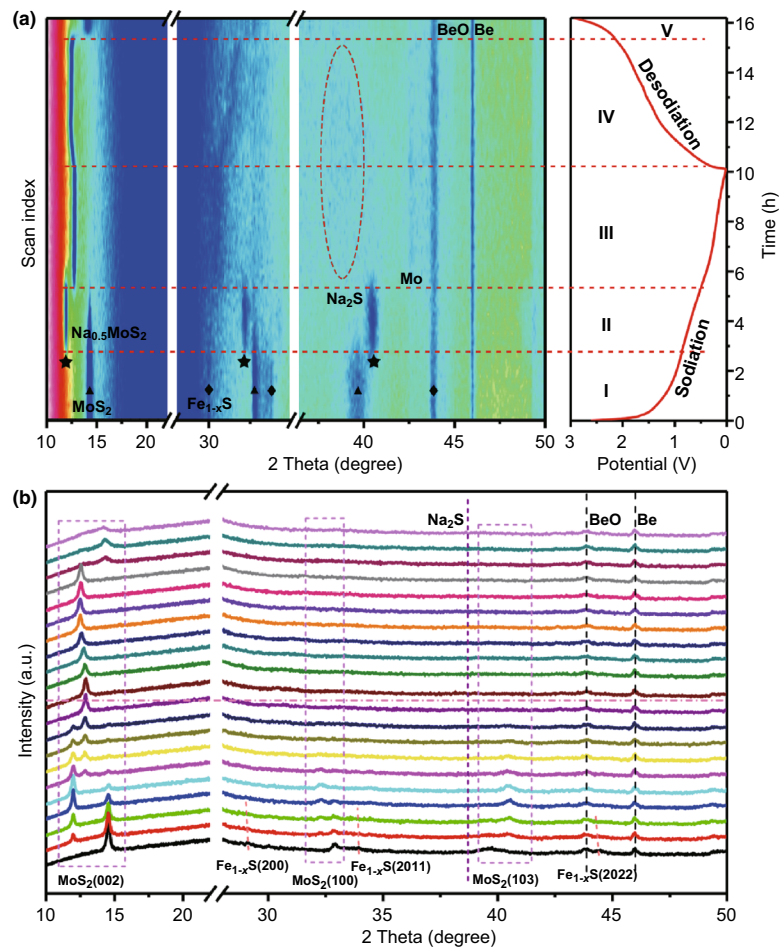 (a)
BeO Be
V
Desodiation
IV
Scan index
III
Mo
Na2S
Na0.5MoS2
II
Sodiation
MoS2
Fe1-xS
I
10 15 20 30 40 45 50
2 Theta (degree)
3 2 1 0
Potential (V)
16
14
12
10
8
6
4
2
0
Time (h)
(b)
Na2S
BeO
Be
Intensity (a.u.)
MoS2(002)
Fe1-xS(200)
MoS2(100)
Fe1-xS(2011)
MoS2(103)
Fe1-xS(2022)
10 15 20 30 35 40 45 50
2 Theta (degree)